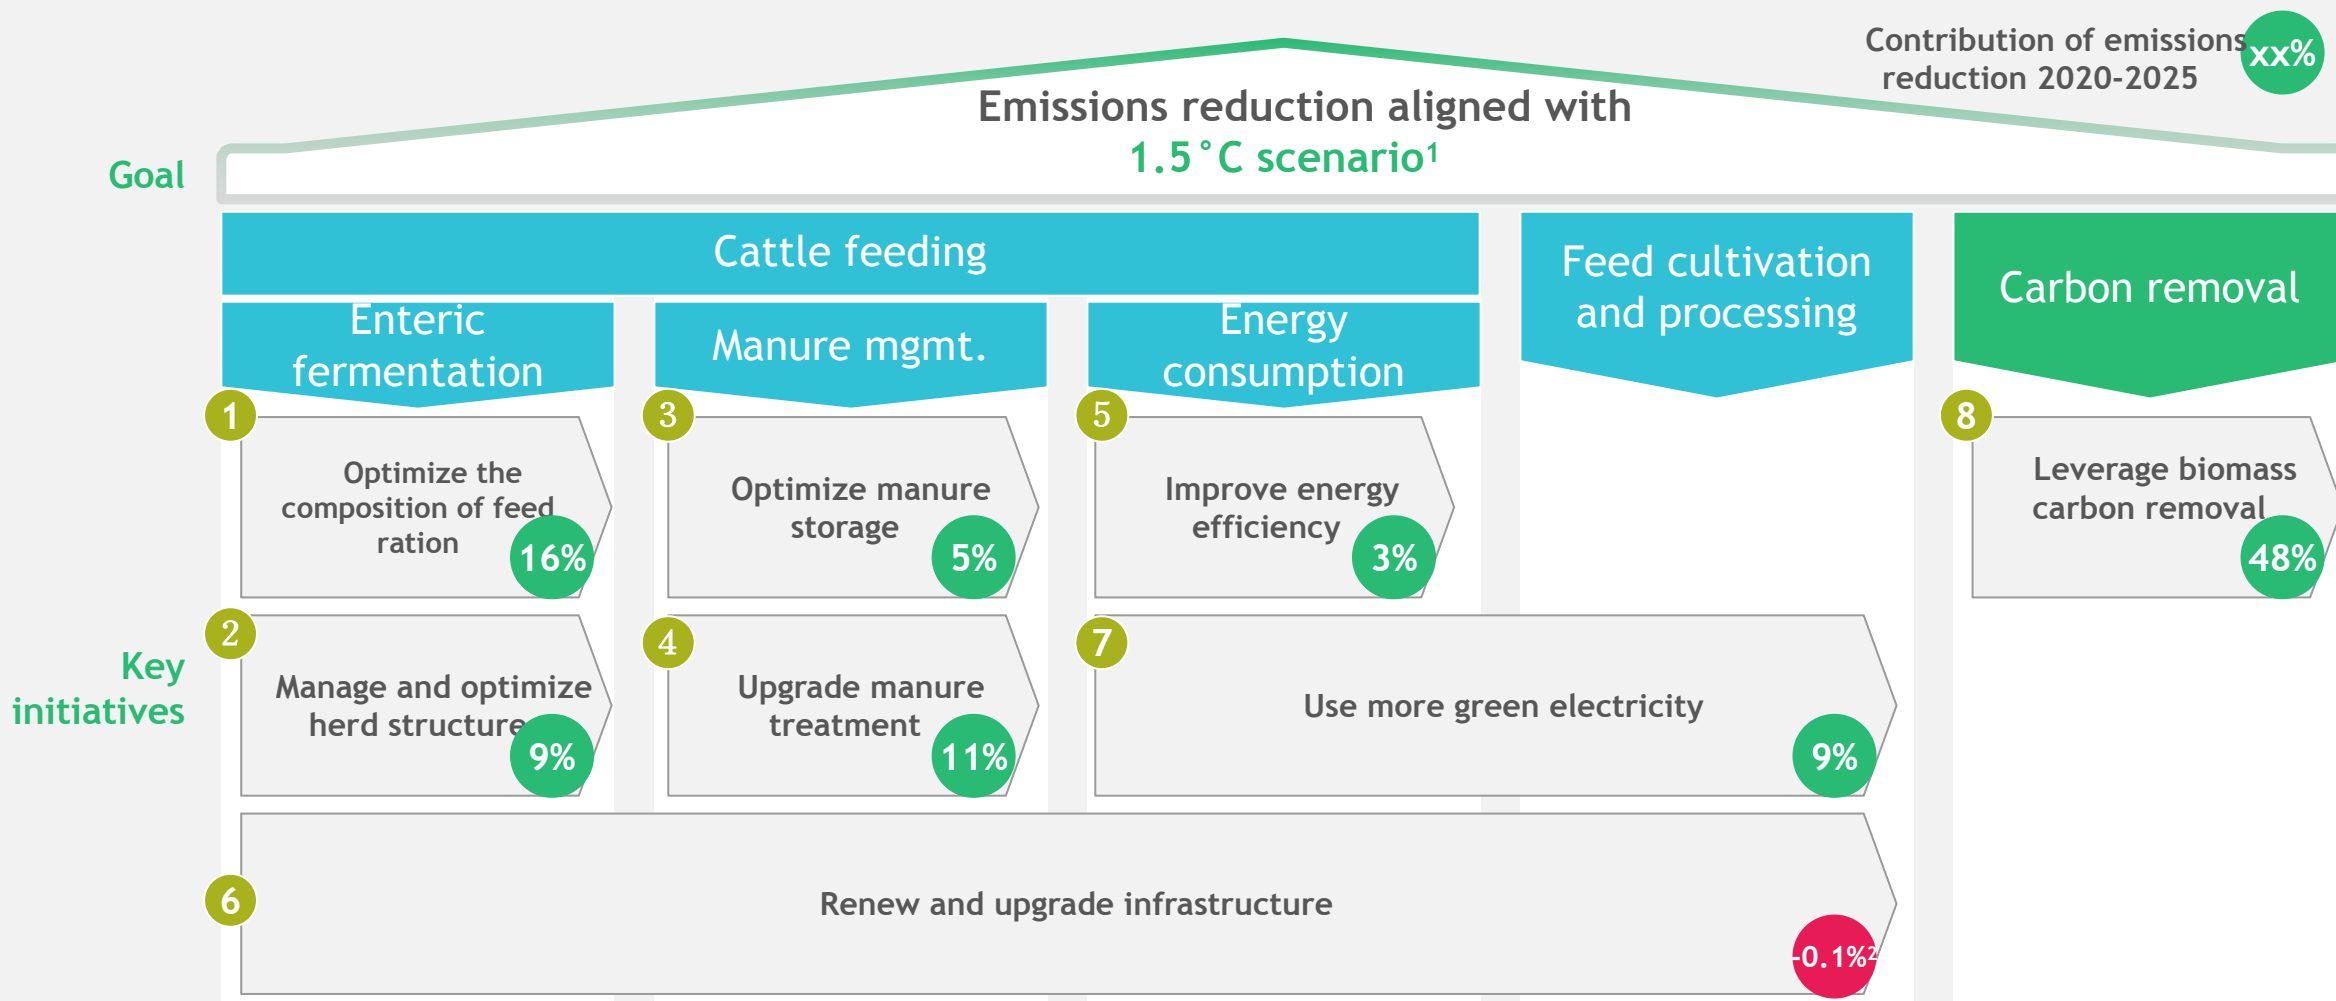 Contribution of emissions
reduction 2020-2025
xx%
Emissions reduction aligned with
1.5°C scenario¹
Goal
Cattle feeding
Feed cultivation
and processing
Carbon removal
Enteric
fermentation
Manure mgmt.
Energy
consumption
1
Optimize the
composition of feed
ration
16%
3
Optimize manure
storage
5%
5
Improve energy
efficiency
3%
8
Leverage biomass
carbon removal
48%
Key
initiatives
2
Manage and optimize
herd structure
9%
4
Upgrade manure
treatment
11%
7
Use more green electricity
9%
6
Renew and upgrade infrastructure
-0.1%²